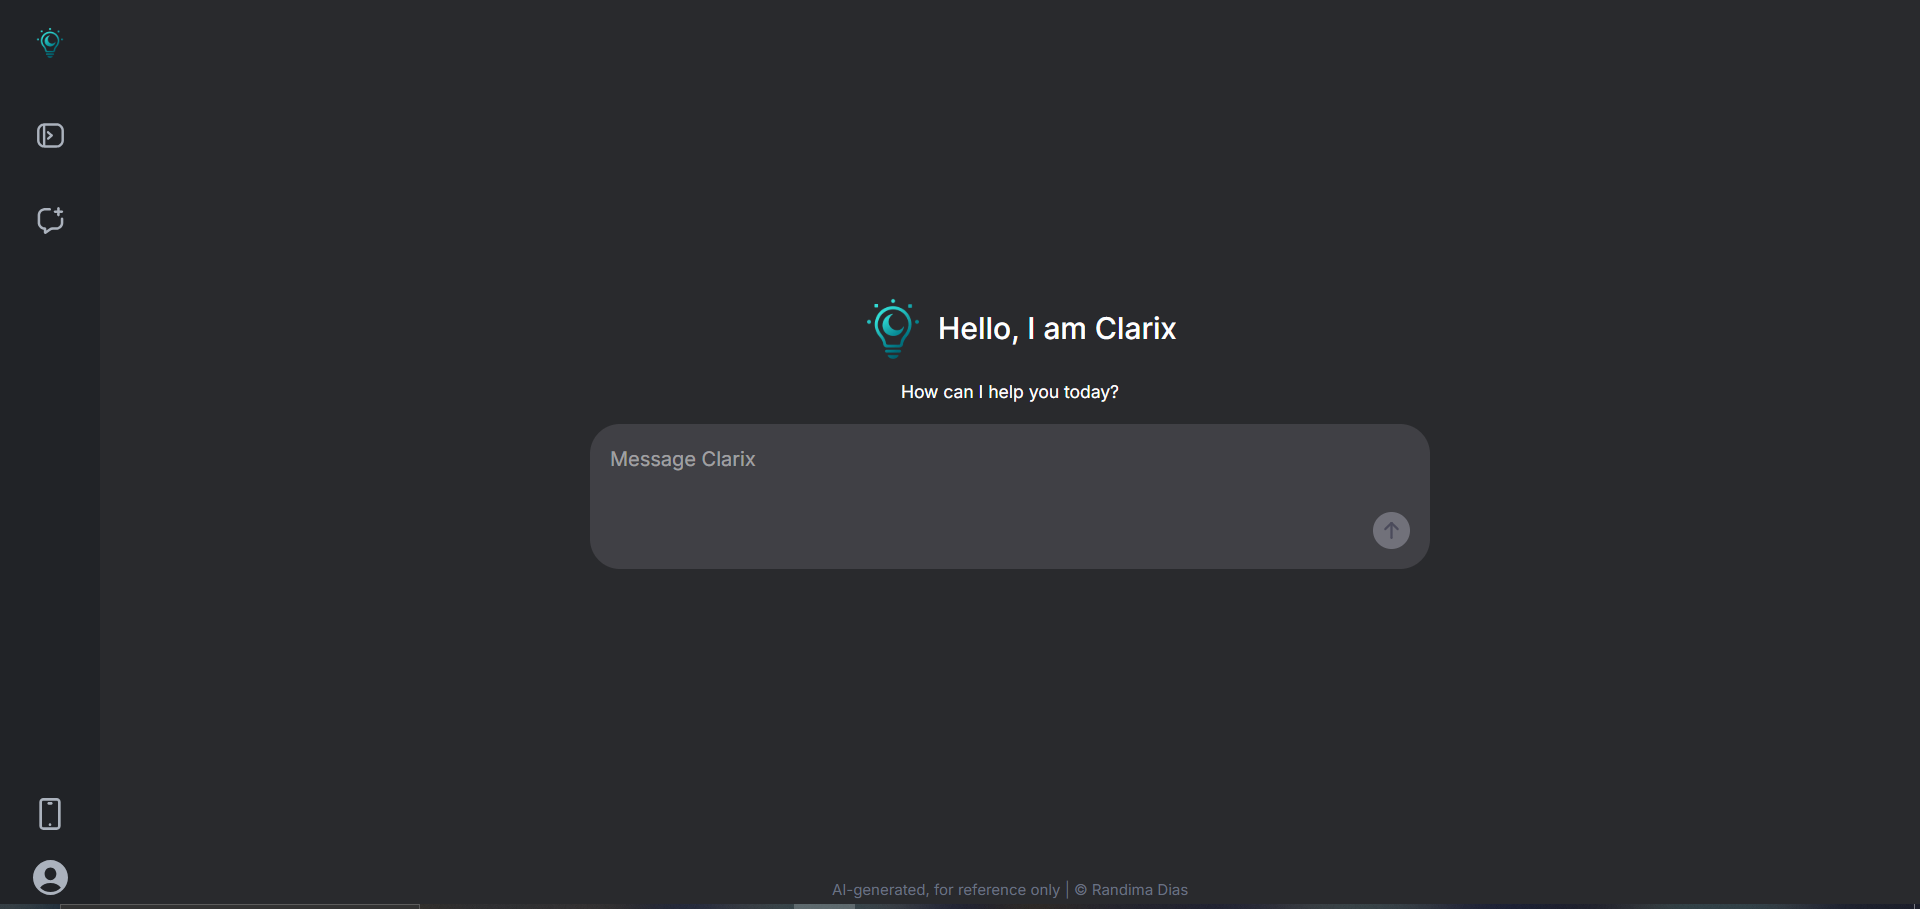 Hello, I am Clarix
How can I help you today?
Message Clarix
AI-generated, for reference only | © Randima Dias